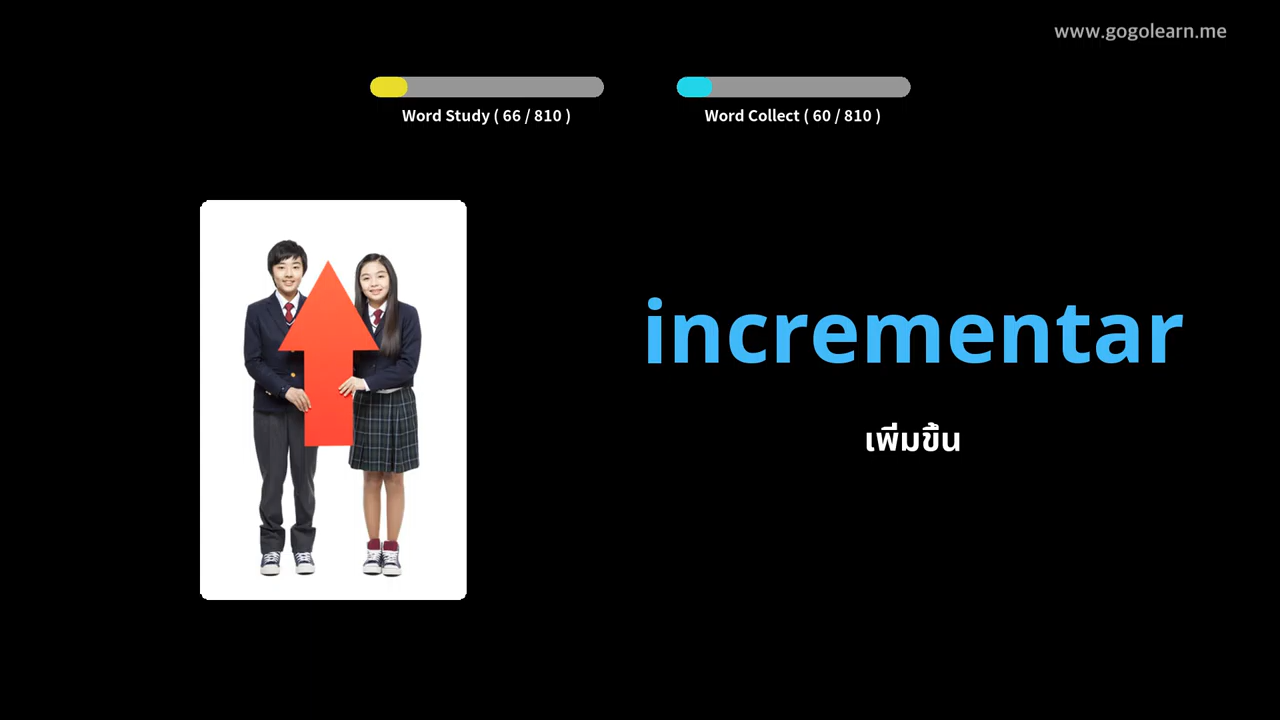 www.gogolearn.me
Word Study ( 66 / 810 )
Word Collect ( 60 / 810 )
incrementar
เพิ่มขึ้น